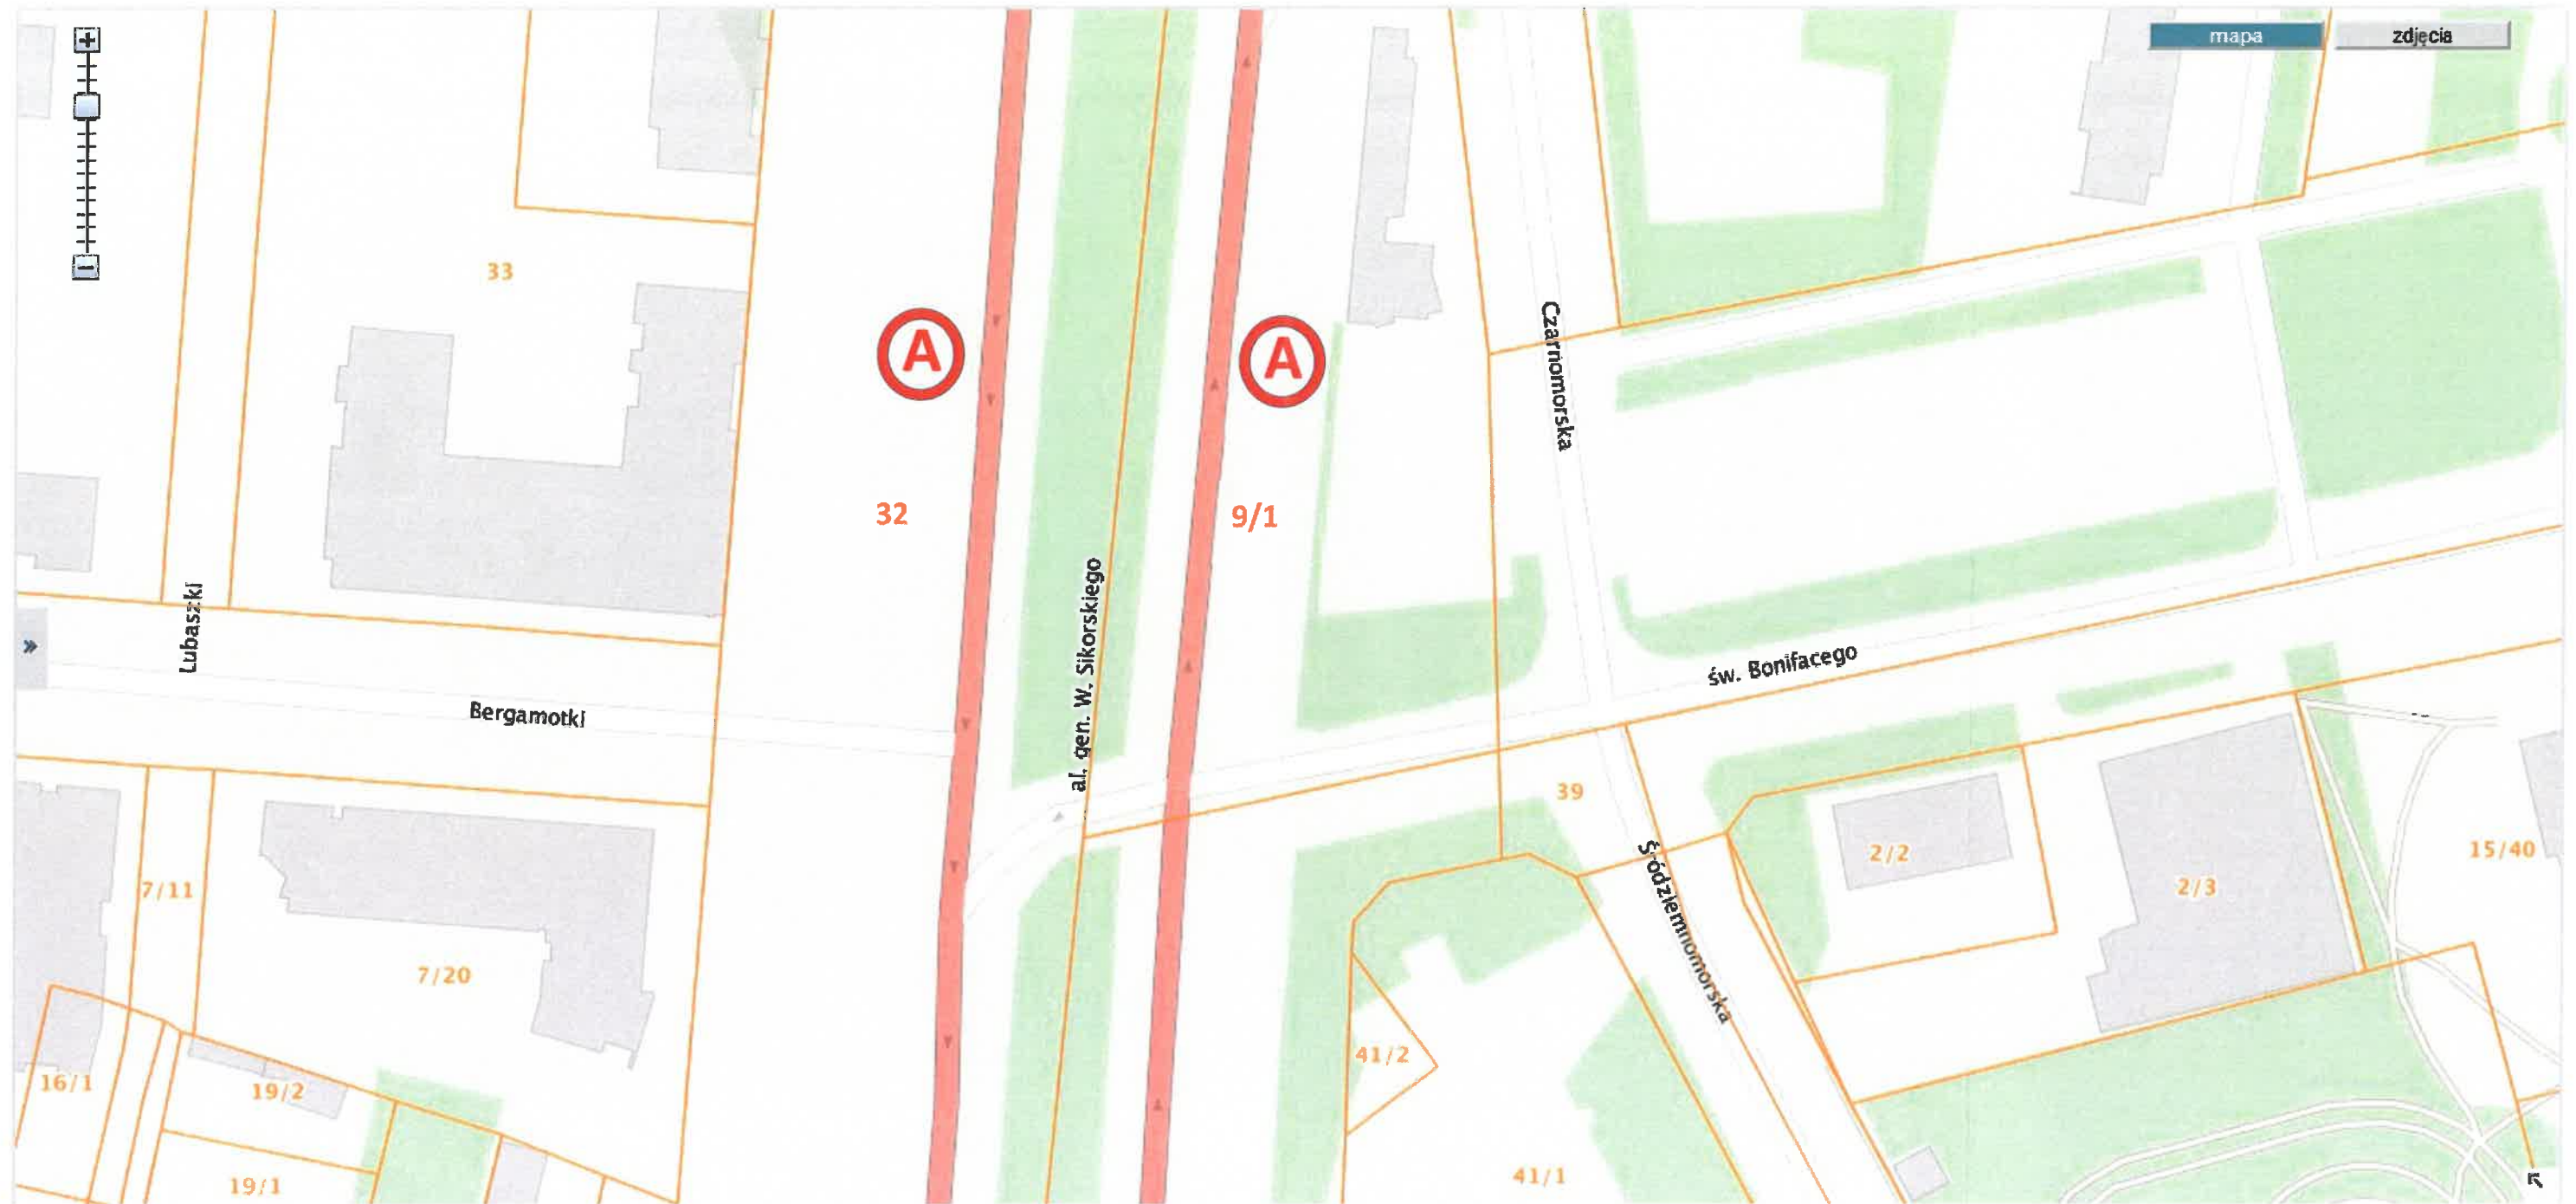 mapa
zdjęcia
33
A
A
Czarnomorska
32
9/1
Lubaszki
al. gen. W. Sikorskiego
św. Bonifacego
Bergamotki
39
7/11
2/2
15/40
2/3
Śródziemnomorska
7/20
41/2
16/1
19/2
41/1
19/1